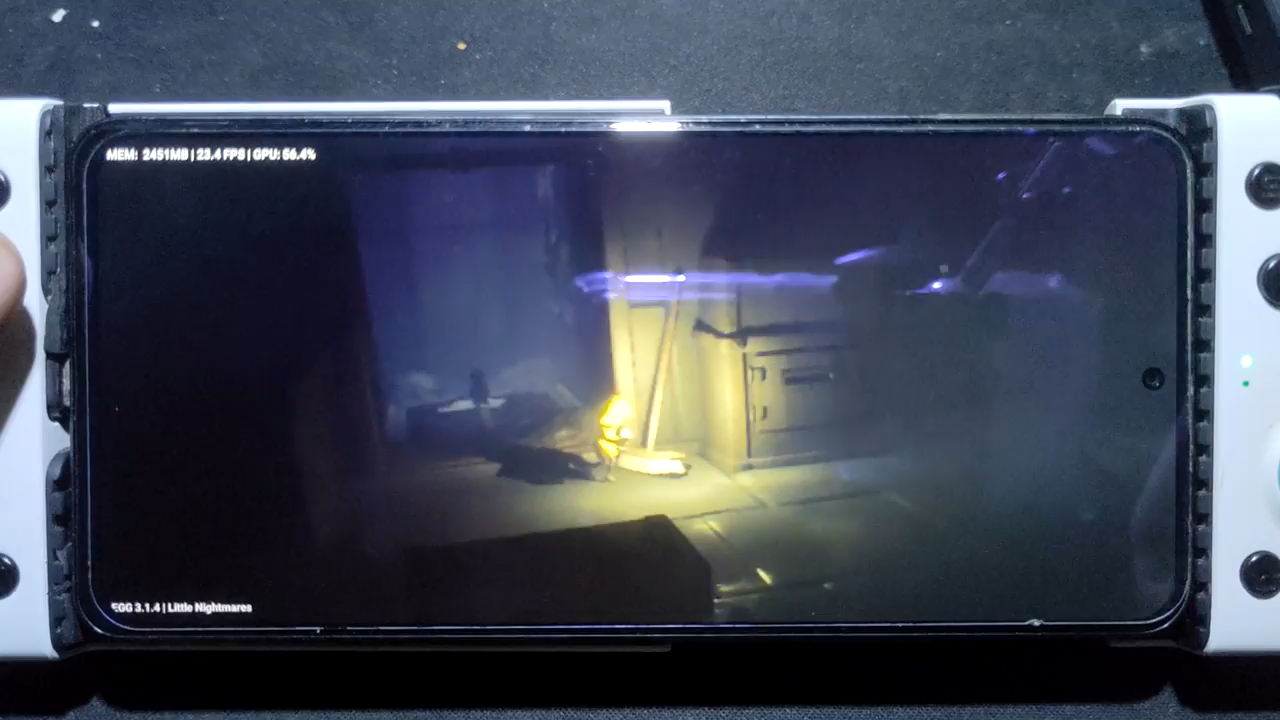 MEM: 2451MB | 23.4 FPS | GPU: 56.4%
EGG 3.1.4 | Little Nightmares